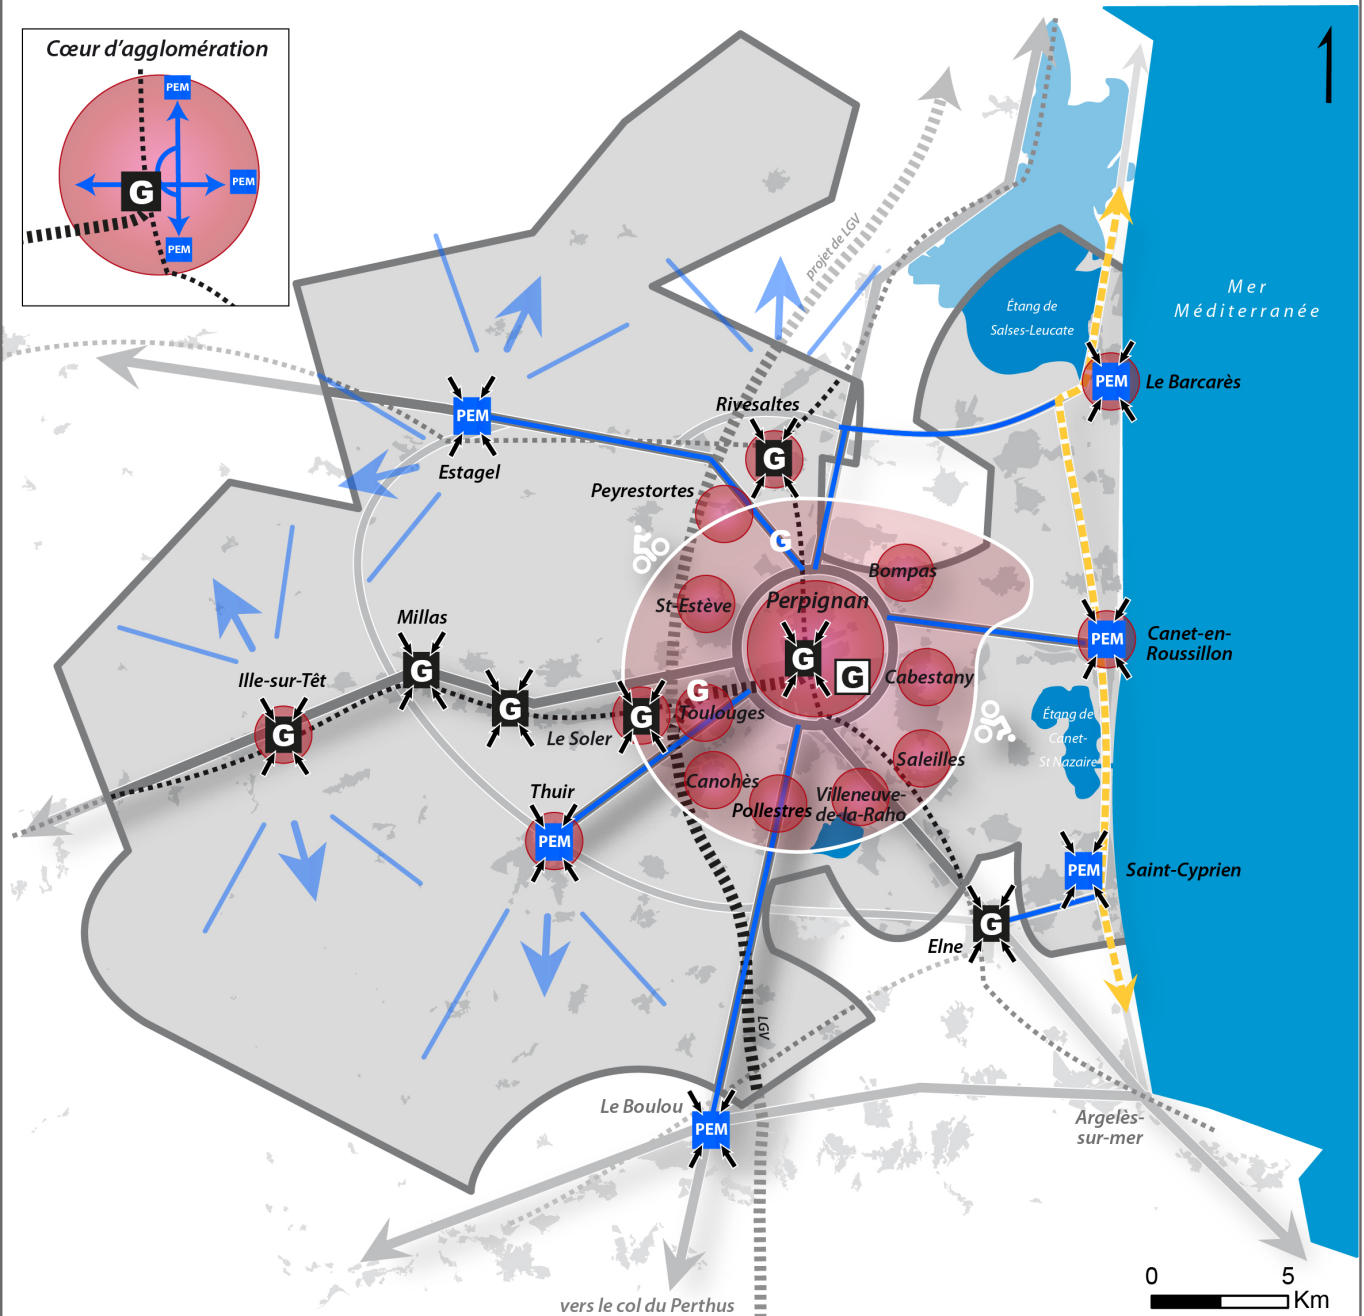 Cœur d'agglomération
PEM
PEM
G
PEM
projet de LGV
Mer
Méditerranée
Étang de
Salses-Leucate
PEM
Le Barcarès
Rivesaltes
G
PEM
Estagel
Peyrestortes
G
Bompas
St-Estève
Perpignan
Millas
G
G
G
Cabestany
PEM
Canet-en-
Roussillon
Ille-sur-Têt
G
G
Le Soler
G
G
Toulouges
Étang de
Canet-
St Nazaire
Saleilles
Canohès
Pollestres
Villeneuve-
de-la-Raho
Thuir
PEM
PEM
Saint-Cyprien
G
Elne
LGV
Le Boulou
PEM
Argelès-
sur-mer
vers le col du Perthus
0 5
Km